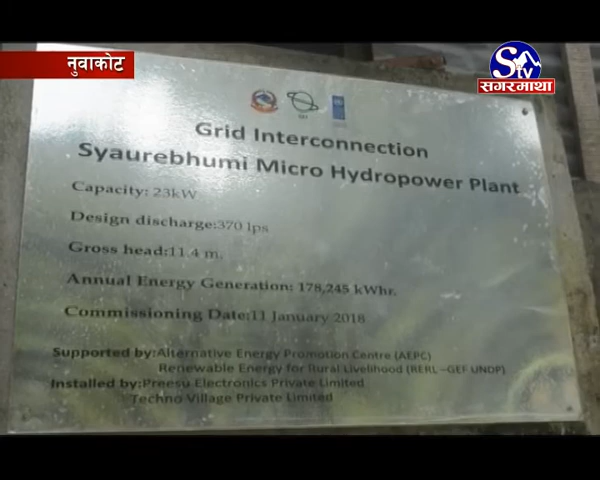 नुवाकोट
STV
सगरमाथा
Grid Interconnection
Syaurebhumi Micro Hydropower Plant
Capacity: 23kW
Design discharge:370 lps
Gross head:11.4 m.
Annual Energy Generation: 178,245 kWhr.
Commissioning Date:11 January 2018
Supported by:Alternative Energy Promotion Centre (AEPC)
Renewable Energy for Rural Livelihood (RERL-GEF UNDP)
Installed by:Preesu Electronics Private Limited
Techno Village Private Limited